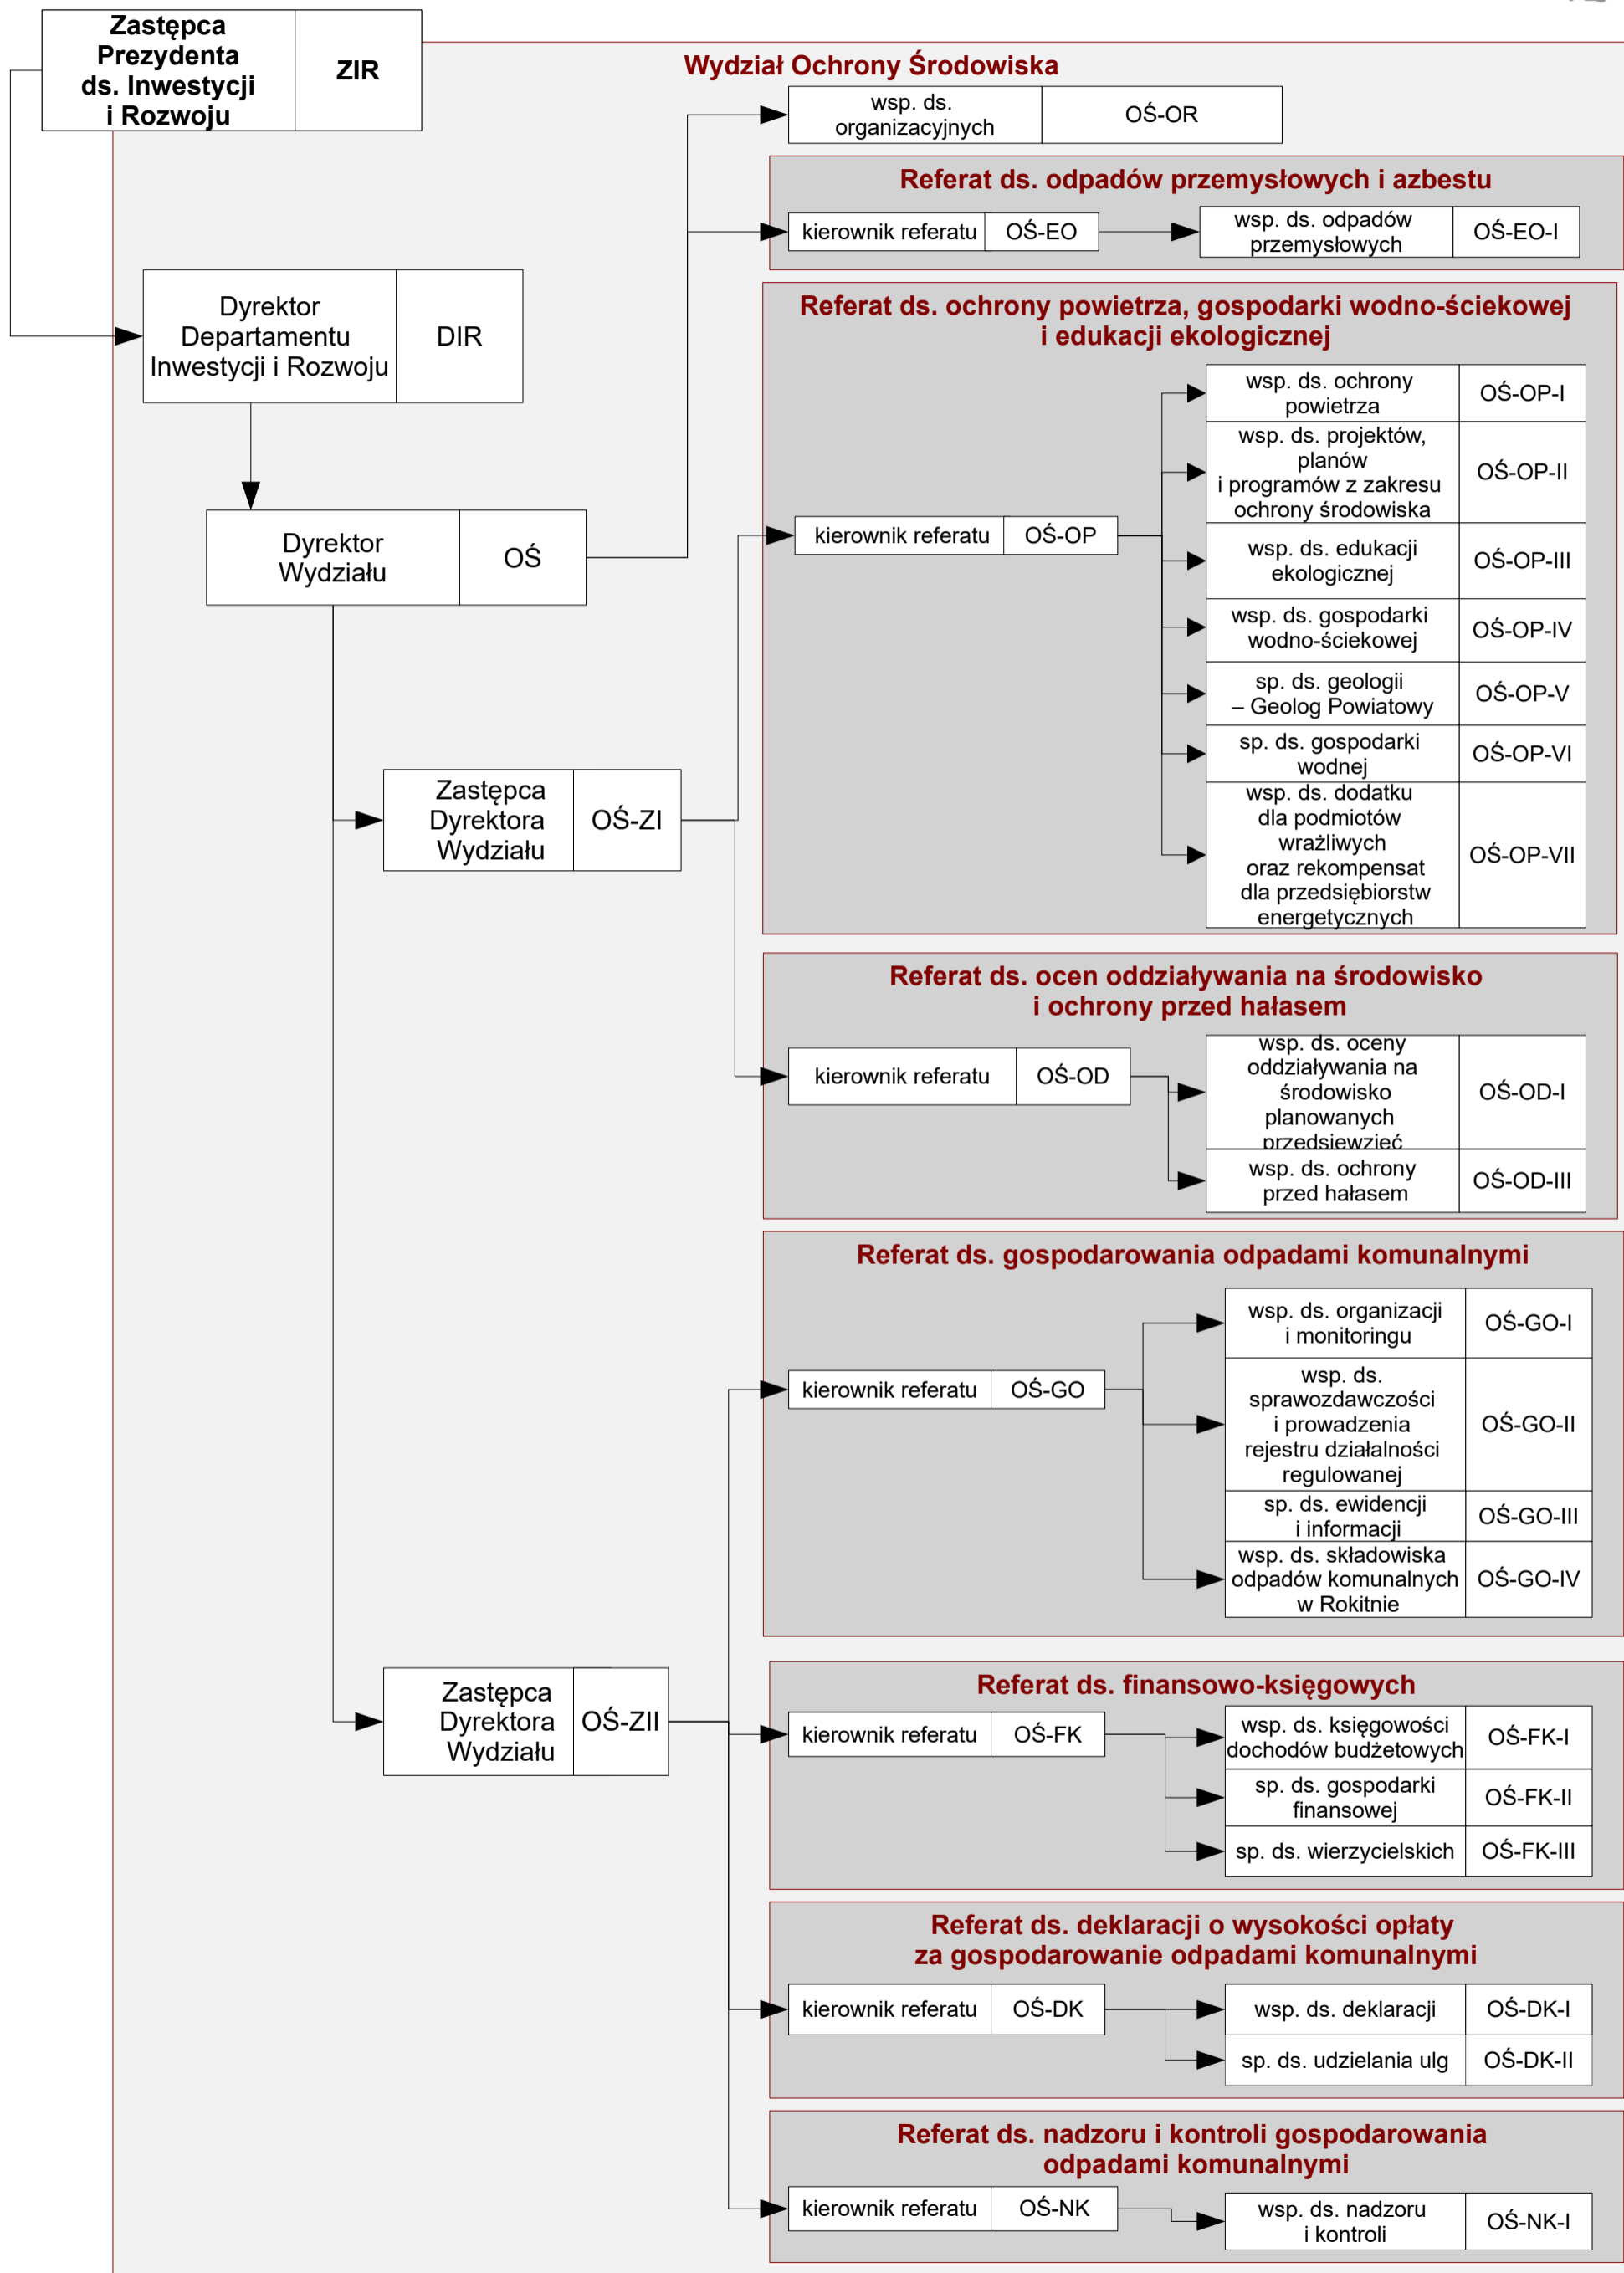 Zastępca
Prezydenta
ds. Inwestycji
i Rozwoju
ZIR
Wydział Ochrony Środowiska
wsp. ds.
organizacyjnych
OŚ-OR
Referat ds. odpadów przemysłowych i azbestu
kierownik referatu
OŚ-EO
wsp. ds. odpadów
przemysłowych
OŚ-EO-I
Dyrektor
Departamentu
Inwestycji i Rozwoju
DIR
Referat ds. ochrony powietrza, gospodarki wodno-ściekowej
i edukacji ekologicznej
wsp. ds. ochrony
powietrza
OŚ-OP-I
wsp. ds. projektów,
planów
i programów z zakresu
ochrony środowiska
OŚ-OP-II
Dyrektor
Wydziału
OŚ
kierownik referatu
OŚ-OP
wsp. ds. edukacji
ekologicznej
OŚ-OP-III
wsp. ds. gospodarki
wodno-ściekowej
OŚ-OP-IV
sp. ds. geologii
– Geolog Powiatowy
OŚ-OP-V
sp. ds. gospodarki
wodnej
OŚ-OP-VI
Zastępca
Dyrektora
Wydziału
OŚ-ZI
wsp. ds. dodatku
dla podmiotów
wrażliwych
oraz rekompensat
dla przedsiębiorstw
energetycznych
OŚ-OP-VII
Referat ds. ocen oddziaływania na środowisko
i ochrony przed hałasem
kierownik referatu
OŚ-OD
wsp. ds. oceny
oddziaływania na
środowisko
planowanych
przedsięwzięć
OŚ-OD-I
wsp. ds. ochrony
przed hałasem
OŚ-OD-III
Referat ds. gospodarowania odpadami komunalnymi
wsp. ds. organizacji
i monitoringu
OŚ-GO-I
kierownik referatu
OŚ-GO
wsp. ds.
sprawozdawczości
i prowadzenia
rejestru działalności
regulowanej
OŚ-GO-II
sp. ds. ewidencji
i informacji
OŚ-GO-III
wsp. ds. składowiska
odpadów komunalnych
w Rokitnie
OŚ-GO-IV
Zastępca
Dyrektora
Wydziału
OŚ-ZII
Referat ds. finansowo-księgowych
kierownik referatu
OŚ-FK
wsp. ds. księgowości
dochodów budżetowych
OŚ-FK-I
sp. ds. gospodarki
finansowej
OŚ-FK-II
sp. ds. wierzycielskich
OŚ-FK-III
Referat ds. deklaracji o wysokości opłaty
za gospodarowanie odpadami komunalnymi
kierownik referatu
OŚ-DK
wsp. ds. deklaracji
OŚ-DK-I
sp. ds. udzielania ulg
OŚ-DK-II
Referat ds. nadzoru i kontroli gospodarowania
odpadami komunalnymi
kierownik referatu
OŚ-NK
wsp. ds. nadzoru
i kontroli
OŚ-NK-I